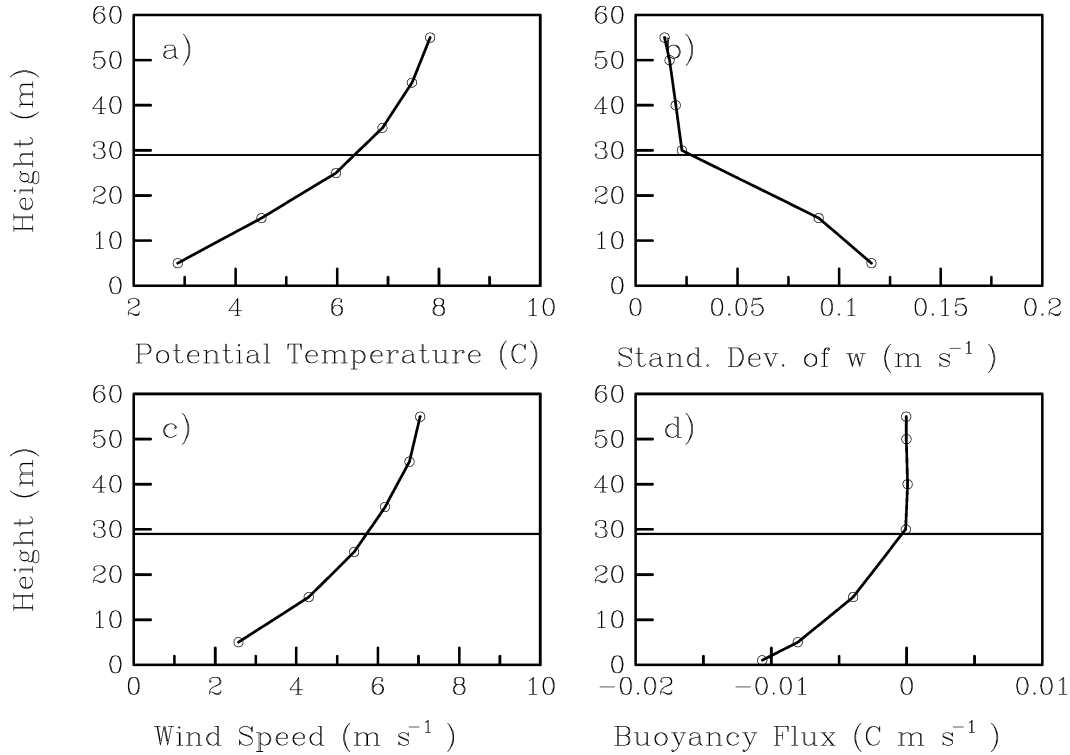 60
50
40
30
20
10
0
Height (m)
a)
2 4 6 8 10
Potential Temperature (C)
60
50
40
30
20
10
0
b)
0 0.05 0.1 0.15 0.2
Stand. Dev. of w (m s⁻¹ )
60
50
40
30
20
10
0
Height (m)
c)
0 2 4 6 8 10
Wind Speed (m s⁻¹ )
60
50
40
30
20
10
0
d)
−0.02 −0.01 0 0.01
Buoyancy Flux (C m s⁻¹ )